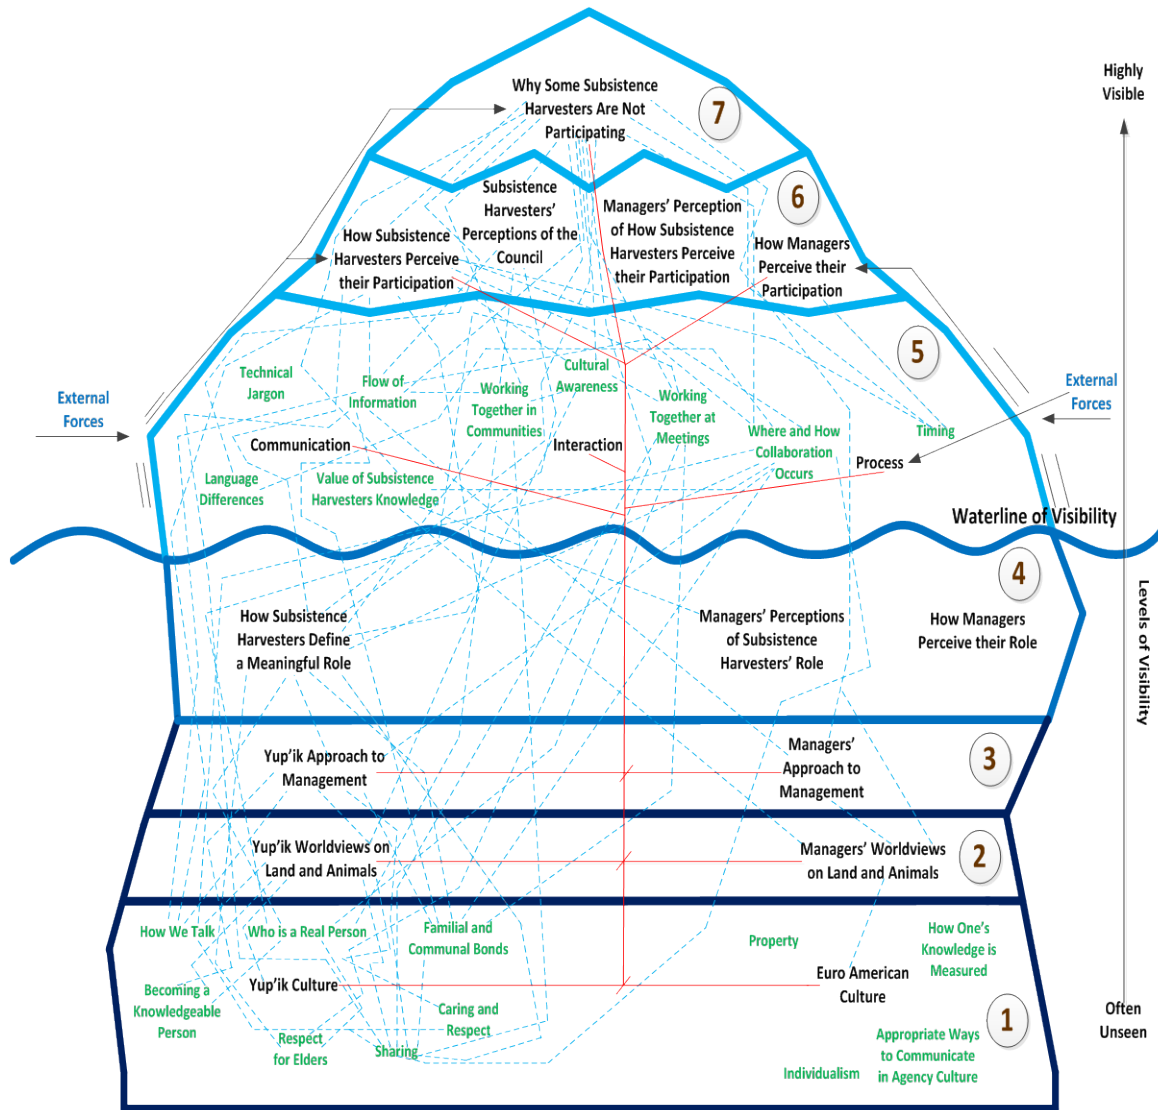 Highly
Visible
Why Some Subsistence
Harvesters Are Not
Participating
7
6
Subsistence
Harvesters'
Perceptions of the
Council
Managers' Perception
of How Subsistence
Harvesters Perceive
their Participation
How Subsistence
Harvesters Perceive
their Participation
How Managers
Perceive their
Participation
5
Technical
Jargon
Flow of
Information
Working
Together in
Communities
Cultural
Awareness
Working
Together at
Meetings
Where and How
Collaboration
Occurs
Timing
External
Forces
External
Forces
Communication
Interaction
Process
Language
Differences
Value of Subsistence
Harvesters Knowledge
Waterline of Visibility
4
How Subsistence
Harvesters Define
a Meaningful Role
Managers' Perceptions
of Subsistence
Harvesters' Role
How Managers
Perceive their Role
Levels of Visibility
Yup'ik Approach to
Management
Managers'
Approach to
Management
3
Yup'ik Worldviews on
Land and Animals
Managers' Worldviews
on Land and Animals
2
How We Talk
Who is a Real Person
Familial and
Communal Bonds
Property
How One's
Knowledge is
Measured
Yup'ik Culture
Euro American
Culture
Becoming a
Knowledgeable
Person
Caring and
Respect
Respect
for Elders
Sharing
1
Often
Unseen
Appropriate Ways
to Communicate
in Agency Culture
Individualism